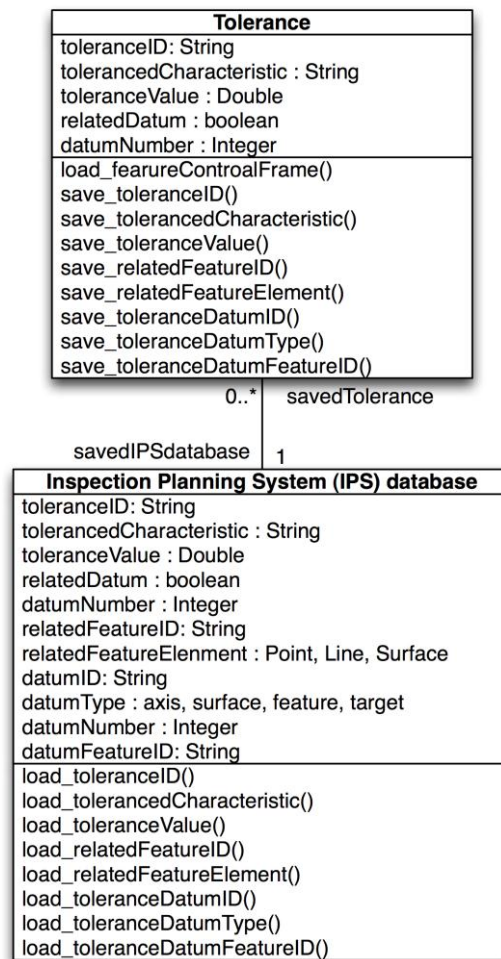 Tolerance
toleranceID: String
tolerancedCharacteristic : String
toleranceValue : Double
relatedDatum : boolean
datumNumber : Integer
load_fearureControalFrame()
save_toleranceID()
save_tolerancedCharacteristic()
save_toleranceValue()
save_relatedFeatureID()
save_relatedFeatureElement()
save_toleranceDatumID()
save_toleranceDatumType()
save_toleranceDatumFeatureID()
0..* savedTolerance
savedIPSdatabase 1
Inspection Planning System (IPS) database
toleranceID: String
tolerancedCharacteristic : String
toleranceValue : Double
relatedDatum : boolean
datumNumber : Integer
relatedFeatureID: String
relatedFeatureElenment : Point, Line, Surface
datumID: String
datumType : axis, surface, feature, target
datumNumber : Integer
datumFeatureID: String
load_toleranceID()
load_tolerancedCharacteristic()
load_toleranceValue()
load_relatedFeatureID()
load_relatedFeatureElement()
load_toleranceDatumID()
load_toleranceDatumType()
load_toleranceDatumFeatureID()